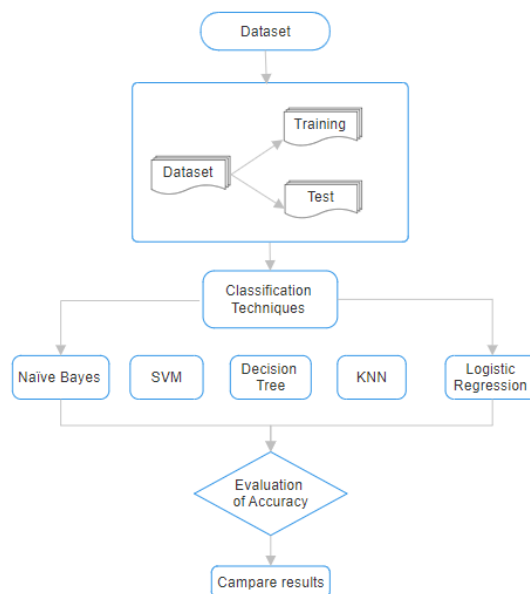 Dataset
Training
Dataset
Test
Classification
Techniques
Naïve Bayes
SVM
Decision
Tree
KNN
Logistic
Regression
Evaluation
of Accuracy
Campare results